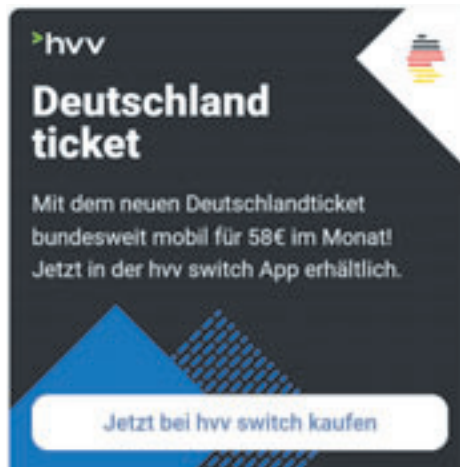 hvv
Deutschland
ticket
Mit dem neuen Deutschlandticket
bundesweit mobil für 58€ im Monat!
Jetzt in der hvv switch App erhältlich.
Jetzt bei hvv switch kaufen